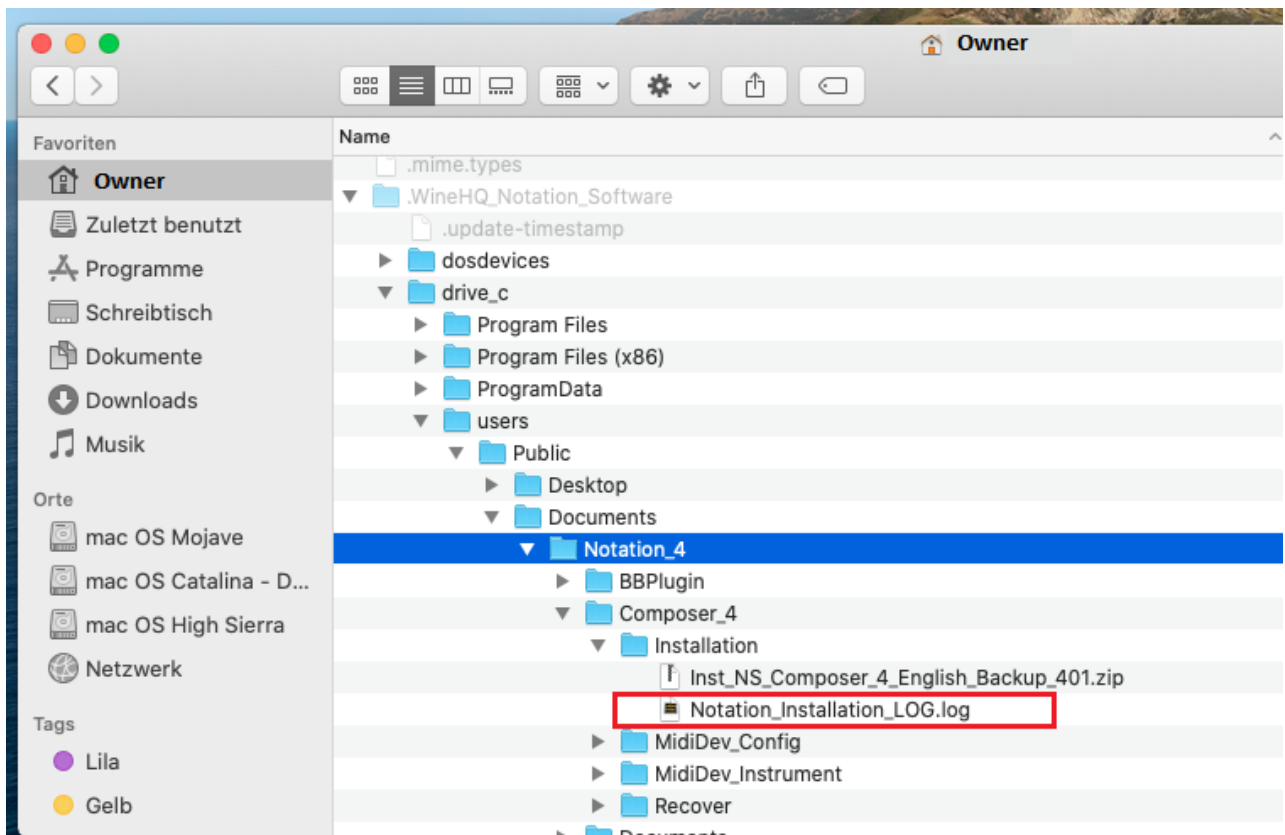 Owner
Favoriten
Owner
Zuletzt benutzt
Programme
Schreibtisch
Dokumente
Downloads
Musik
Orte
mac OS Mojave
mac OS Catalina - D...
mac OS High Sierra
Netzwerk
Tags
Lila
Gelb
Name
.mime.types
.WineHQ_Notation_Software
.update-timestamp
dosdevices
drive_c
Program Files
Program Files (x86)
ProgramData
users
Public
Desktop
Documents
Notation_4
BBPlugin
Composer_4
Installation
Inst_NS_Composer_4_English_Backup_401.zip
Notation_Installation_LOG.log
MidiDev_Config
MidiDev_Instrument
Recover
Documents